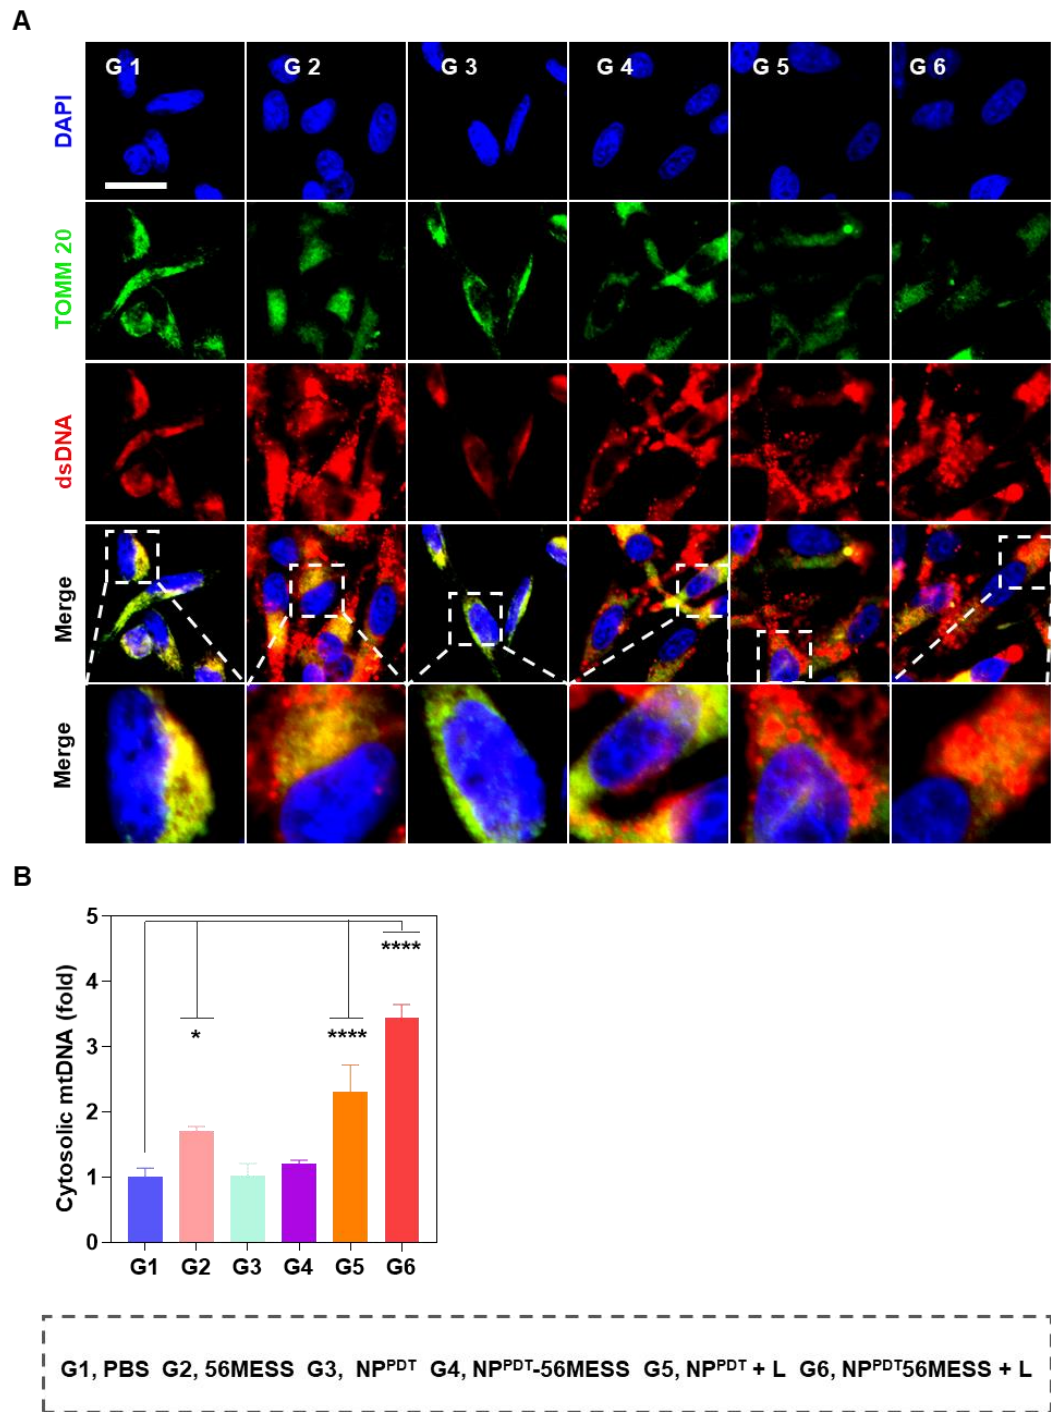 A
G 1 G 2 G 3 G 4 G 5 G 6
DAPI
TOMM 20
dsDNA
Merge
Merge
B
Cytosolic mtDNA (fold)
5
4
3
2
1
0
*
****
****
G1 G2 G3 G4 G5 G6
G1, PBS G2, 56MESS G3, NPPDT G4, NPPDT-56MESS G5, NPPDT + L G6, NPPDT56MESS + L